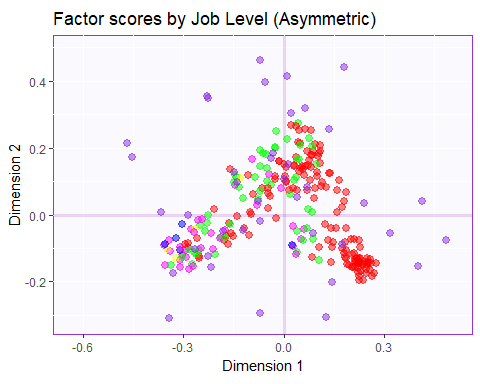 Factor scores by Job Level (Asymmetric)
Dimension 2
0.4
0.2
0.0
-0.2
-0.6
-0.3
0.0
0.3
Dimension 1